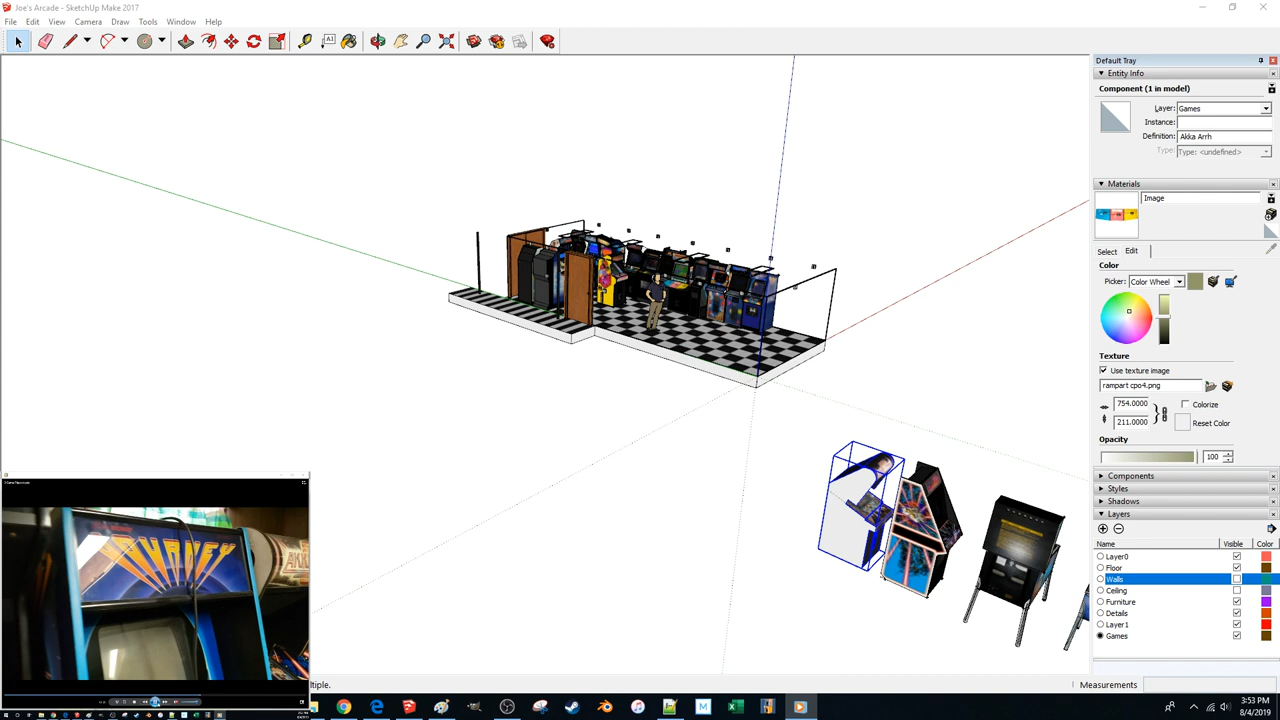 Joe's Arcade - SketchUp Make 2017
File Edit View Camera Draw Tools Window Help
Default Tray
Entity Info
Component (1 in model)
Layer: Games
Instance:
Definition: Akka Arrh
Type: Type: <undefined>
Materials
Image
Select Edit
Color
Picker: Color Wheel
Texture
Use texture image
rampart cpo4.png
754.0000 Colorize
211.0000 Reset Color
Opacity
100
Components
Styles
Shadows
Layers
Name Visible Color
Layer0
Floor
Walls
Ceiling
Furniture
Details
Layer1
Games
ltiple.
Measurements
3:53 PM
8/4/2019